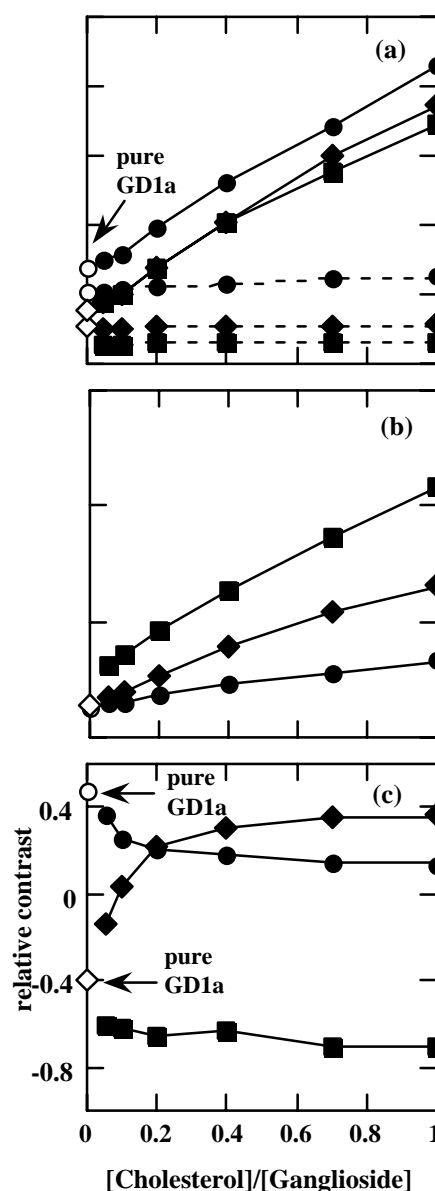 (a)
pure
GD1a
(b)
(c)
pure
GD1a
0.4
0
-0.4
-0.8
relative contrast
pure
GD1a
0 0.2 0.4 0.6 0.8 1
[Cholesterol]/[Ganglioside]